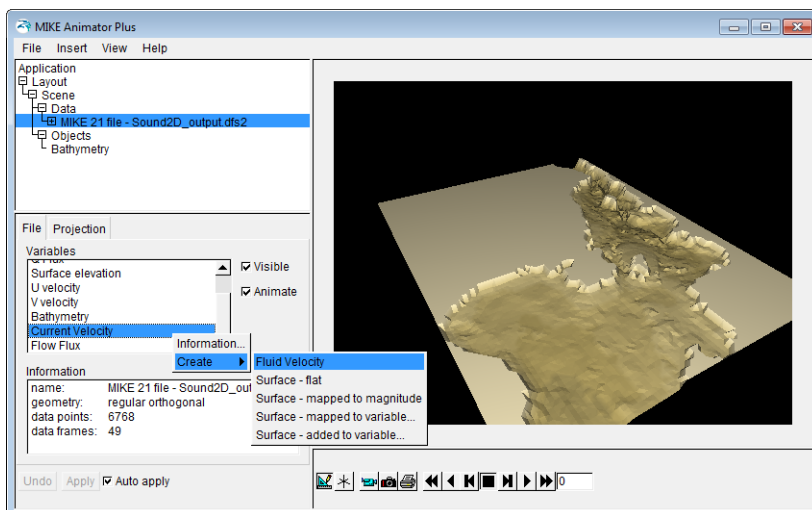 MIKE Animator Plus
File Insert View Help
Application
Layout
Scene
Data
MIKE 21 file - Sound2D_output.dfs2
Objects
Bathymetry
File Projection
Variables
Surface elevation
U velocity
V velocity
Bathymetry
Current Velocity
Flow Flux
Visible
Animate
Information...
Create
Fluid Velocity
Surface - flat
Surface - mapped to magnitude
Surface - mapped to variable...
Surface - added to variable...
Information
name: MIKE 21 file - Sound2D_out
geometry: regular orthogonal
data points: 6768
data frames: 49
Undo Apply Auto apply
0